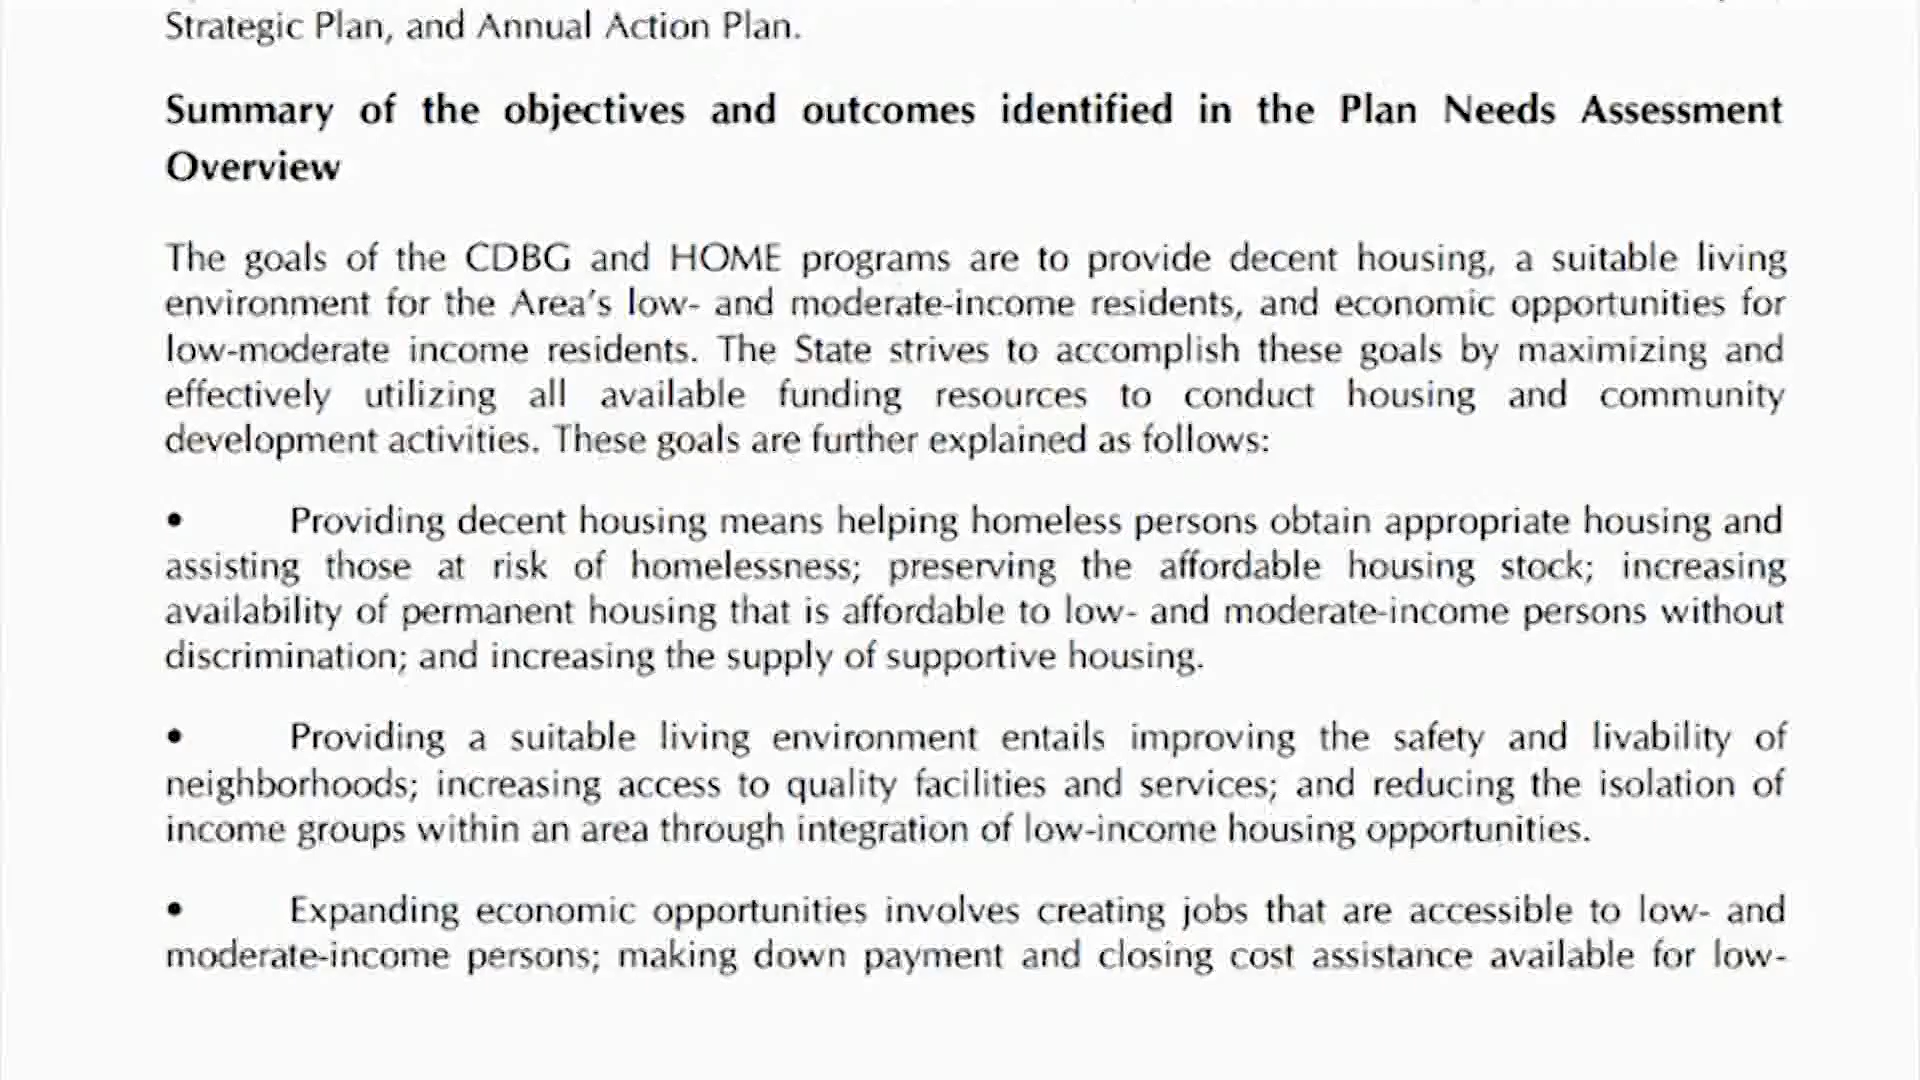 Strategic Plan, and Annual Action Plan.
Summary of the objectives and outcomes identified in the Plan Needs Assessment
Overview
The goals of the CDBG and HOME programs are to provide decent housing, a suitable living
environment for the Area's low- and moderate-income residents, and economic opportunities for
low-moderate income residents. The State strives to accomplish these goals by maximizing and
effectively utilizing all available funding resources to conduct housing and community
development activities. These goals are further explained as follows:
• Providing decent housing means helping homeless persons obtain appropriate housing and
assisting those at risk of homelessness; preserving the affordable housing stock; increasing
availability of permanent housing that is affordable to low- and moderate-income persons without
discrimination; and increasing the supply of supportive housing.
• Providing a suitable living environment entails improving the safety and livability of
neighborhoods; increasing access to quality facilities and services; and reducing the isolation of
income groups within an area through integration of low-income housing opportunities.
• Expanding economic opportunities involves creating jobs that are accessible to low- and
moderate-income persons; making down payment and closing cost assistance available for low-